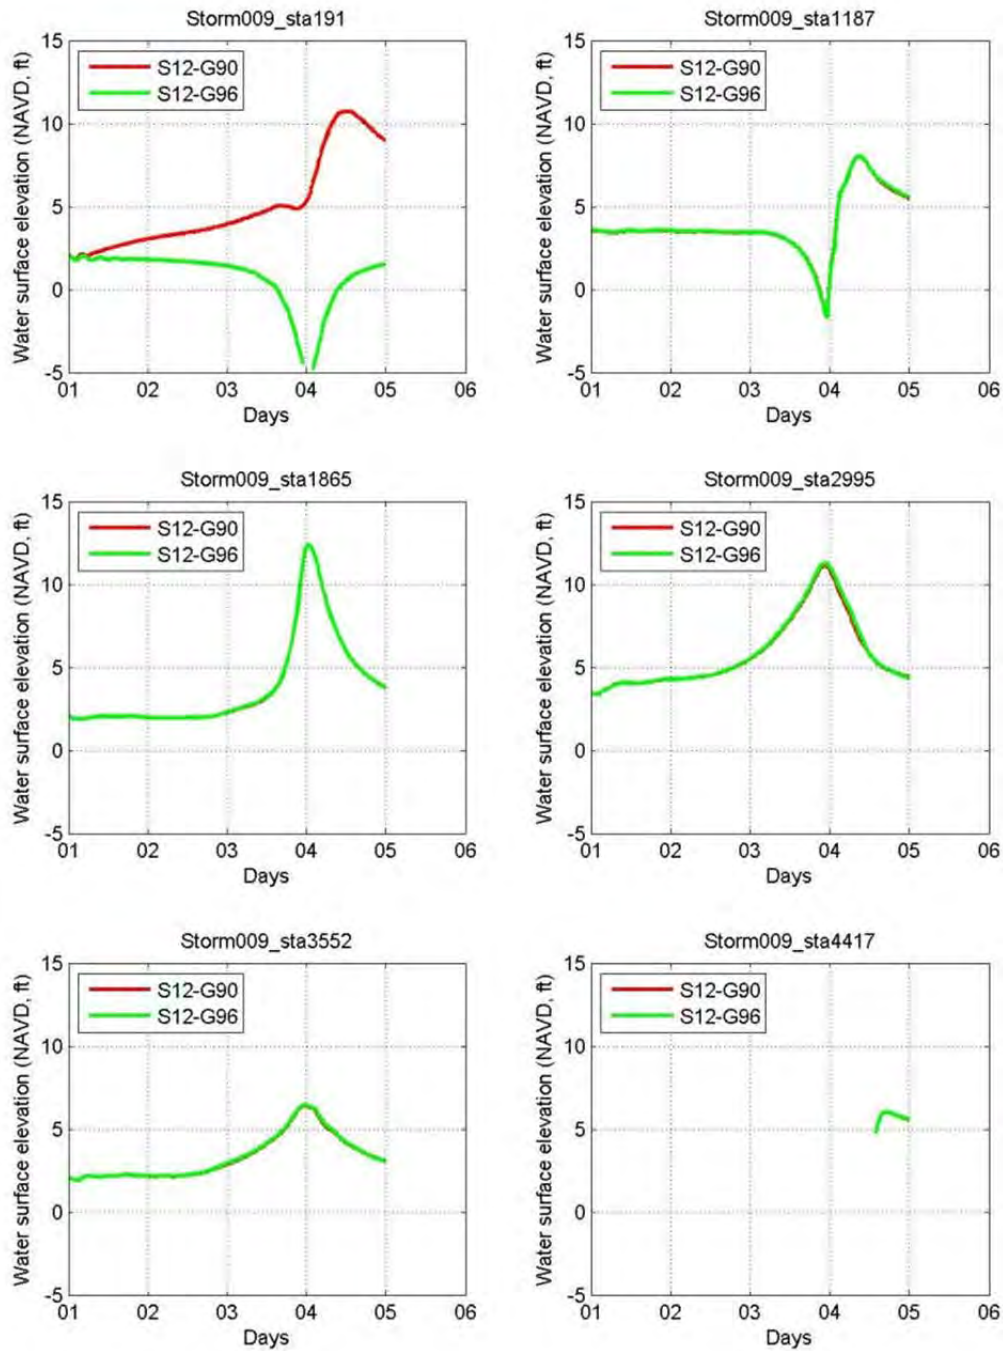 Storm009_sta191
15
S12-G90
S12-G96
10
5
0
-5
Water surface elevation (NAVD, ft)
01 02 03 04 05 06
Days
Storm009_sta1187
15
S12-G90
S12-G96
10
5
0
-5
Water surface elevation (NAVD, ft)
01 02 03 04 05 06
Days
Storm009_sta1865
15
S12-G90
S12-G96
10
5
0
-5
Water surface elevation (NAVD, ft)
01 02 03 04 05 06
Days
Storm009_sta2995
15
S12-G90
S12-G96
10
5
0
-5
Water surface elevation (NAVD, ft)
01 02 03 04 05 06
Days
Storm009_sta3552
15
S12-G90
S12-G96
10
5
0
-5
Water surface elevation (NAVD, ft)
01 02 03 04 05 06
Days
Storm009_sta4417
15
S12-G90
S12-G96
10
5
0
-5
Water surface elevation (NAVD, ft)
01 02 03 04 05 06
Days